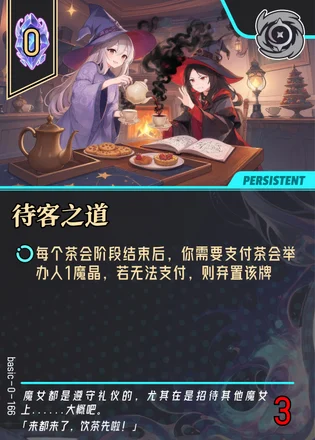 0
PERSISTENT
待客之道
每个茶会阶段结束后，你需要支付茶会举
办人1魔晶，若无法支付，则弃置该牌
basic-0-166
魔女都是遵守礼仪的，尤其在是招待其他魔女
上......大概吧。
「来都来了，饮茶先啦！」
3